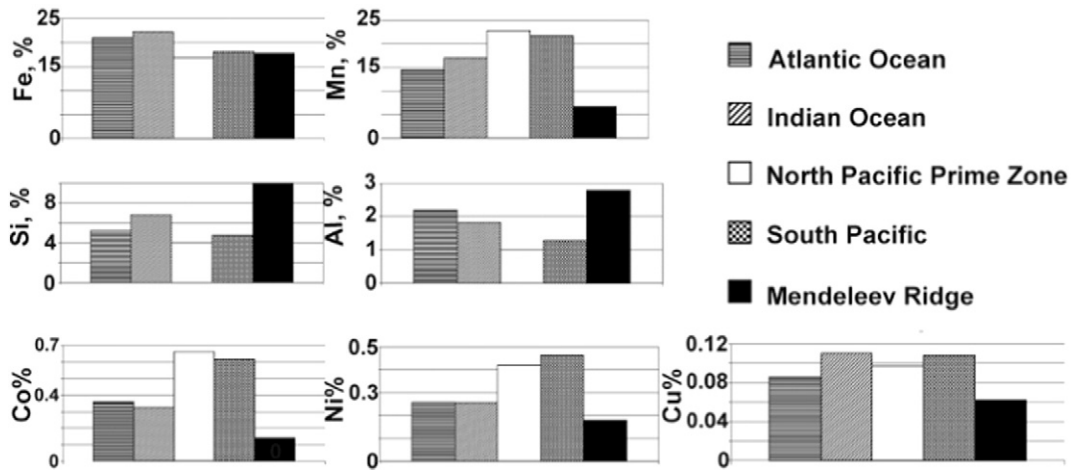 25
Fe, %
15
0
25
Mn, %
15
0
Atlantic Ocean
Indian Ocean
North Pacific Prime Zone
South Pacific
Mendeleev Ridge
Si, %
8
4
0
3
Al, %
2
1
0
0.7
Co%
0.4
0
0
0.5
Ni%
0.3
0
0.12
Cu%
0.08
0.04
0